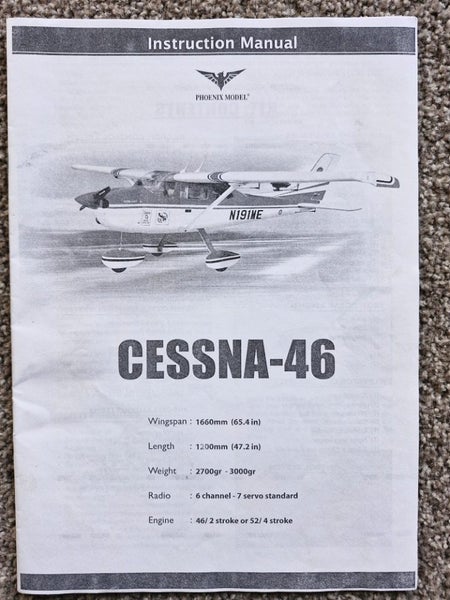 Instruction Manual
PHOENIX MODEL®
N191ME
CESSNA-46
Wingspan : 1660mm (65.4 in)
Length : 1200mm (47.2 in)
Weight : 2700gr - 3000gr
Radio : 6 channel - 7 servo standard
Engine : 46/ 2 stroke or 52/ 4 stroke